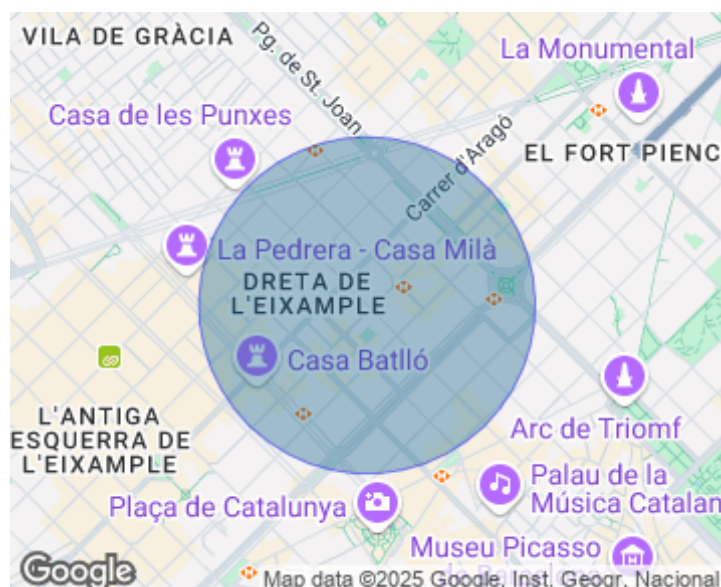 VILA DE GRÀCIA
Pg. de St. Joan
La Monumental
Casa de les Punxes
Carrer d'Aragó
EL FORT PIENC
La Pedrera - Casa Milà
DRETA DE
L'EIXAMPLE
Casa Batlló
L'ANTIGA
ESQUERRA DE
L'EIXAMPLE
Arc de Triomf
Plaça de Catalunya
Palau de la
Música Catalan
Museu Picasso
Google
Map data ©2025 Google, Inst. Geogr. Nacional